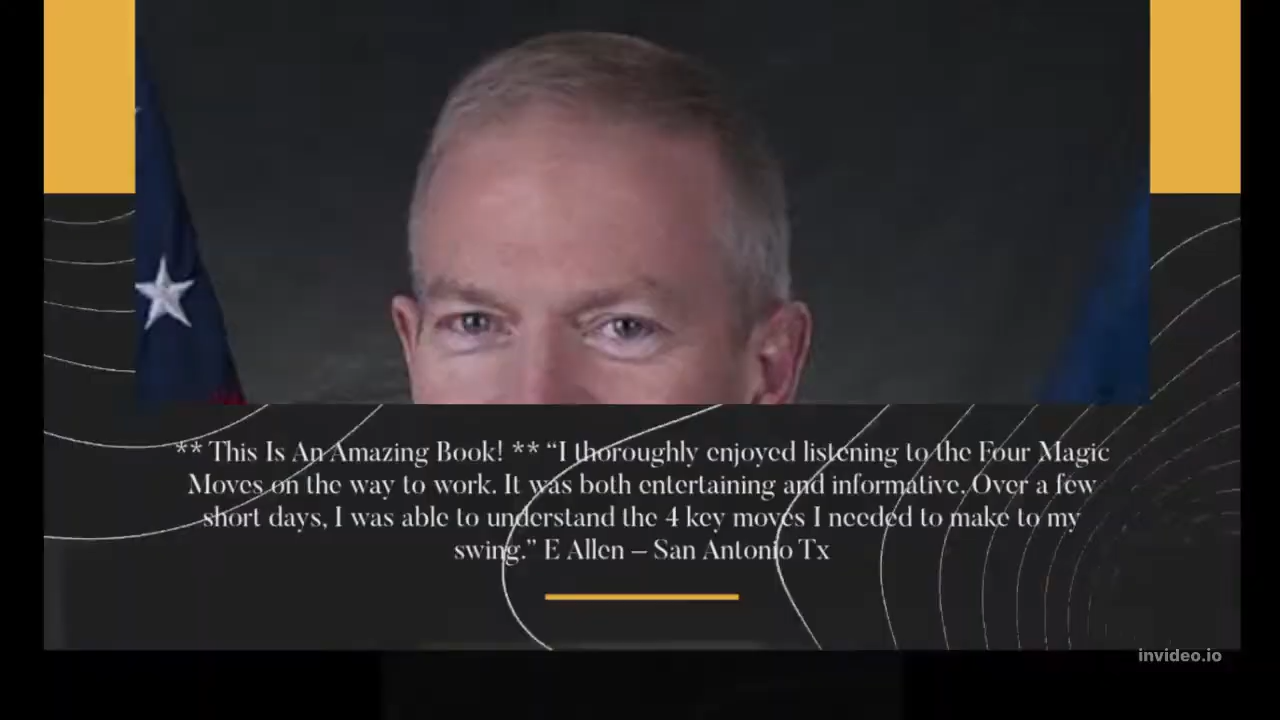 ** This Is An Amazing Book! ** “I thoroughly enjoyed listening to the Four Magic
Moves on the way to work. It was both entertaining and informative. Over a few
short days, I was able to understand the 4 key moves I needed to make to my
swing.” E Allen – San Antonio Tx
invideo.io